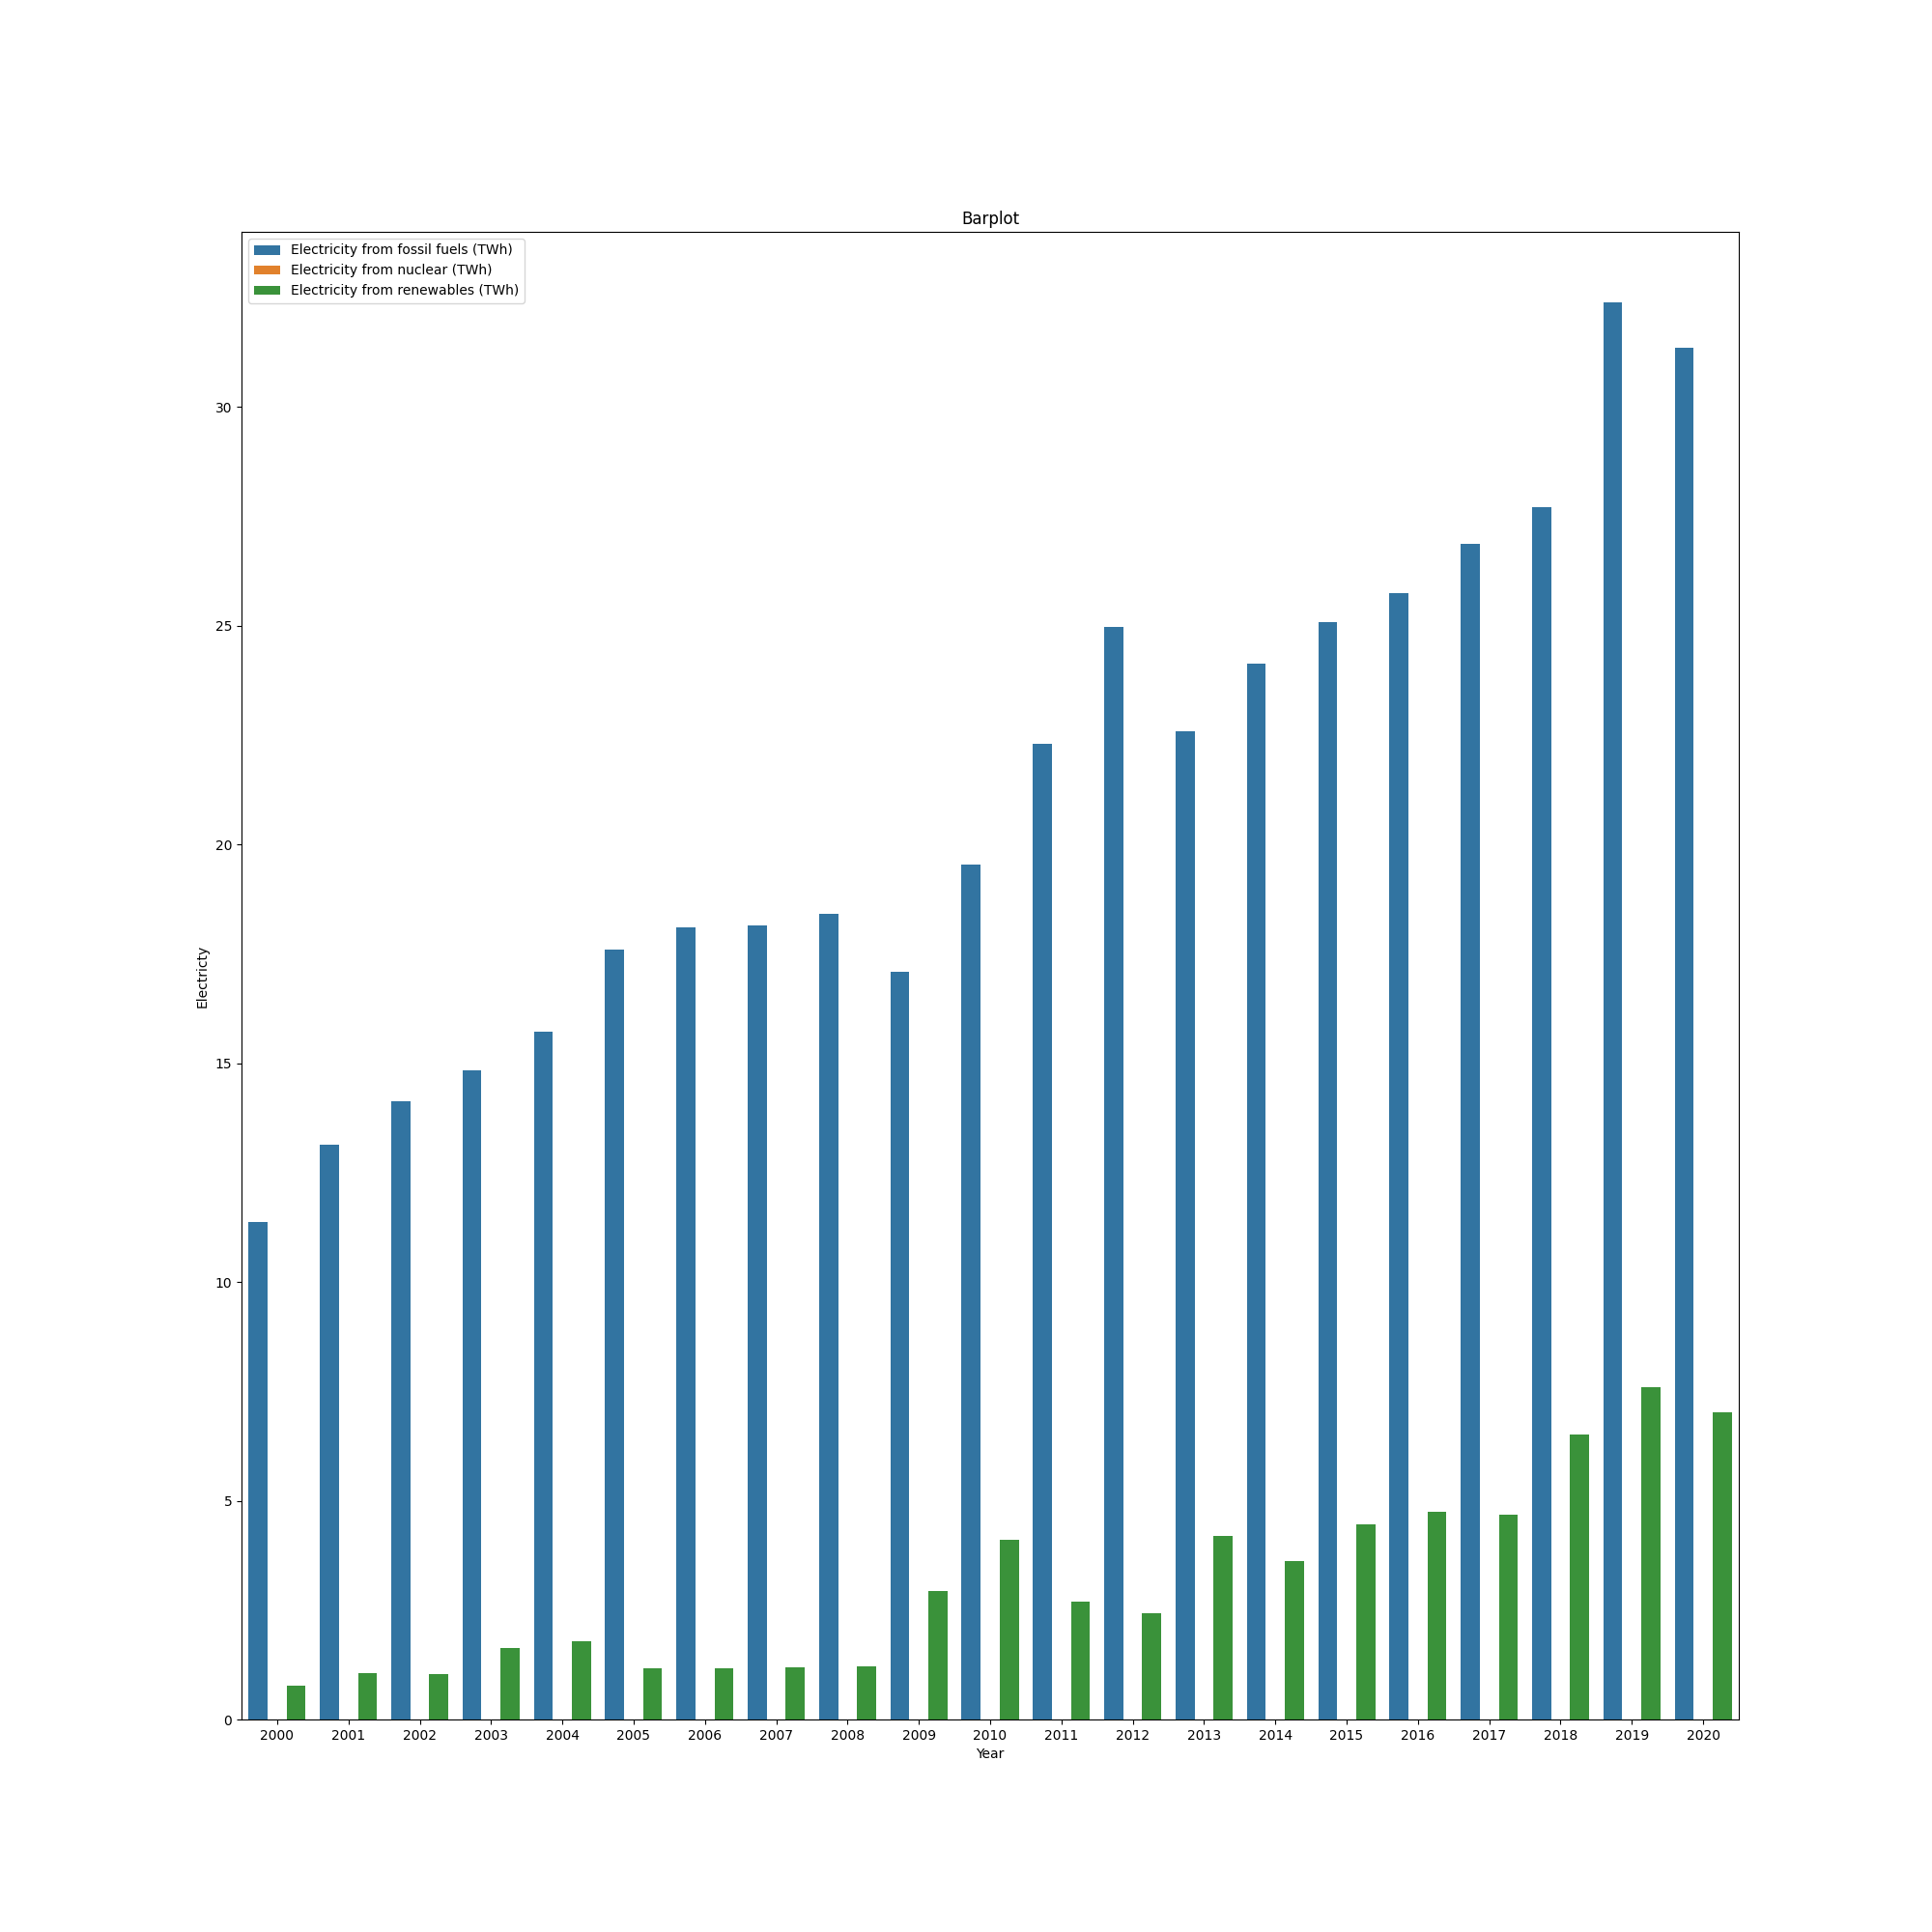 Barplot
Electricity from fossil fuels (TWh)
Electricity from nuclear (TWh)
Electricity from renewables (TWh)
30
25
20
15
10
5
0
Electricty
2000 2001 2002 2003 2004 2005 2006 2007 2008 2009 2010 2011 2012 2013 2014 2015 2016 2017 2018 2019 2020
Year